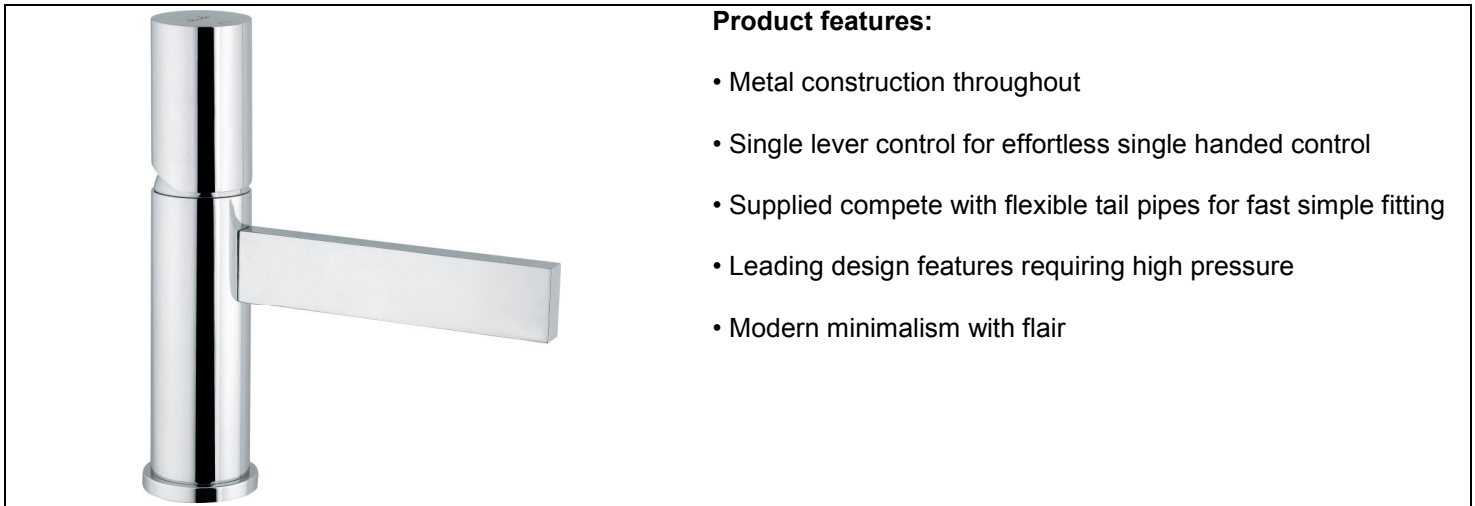 Product features:
• Metal construction throughout
• Single lever control for effortless single handed control
• Supplied compete with flexible tail pipes for fast simple fitting
• Leading design features requiring high pressure
• Modern minimalism with flair